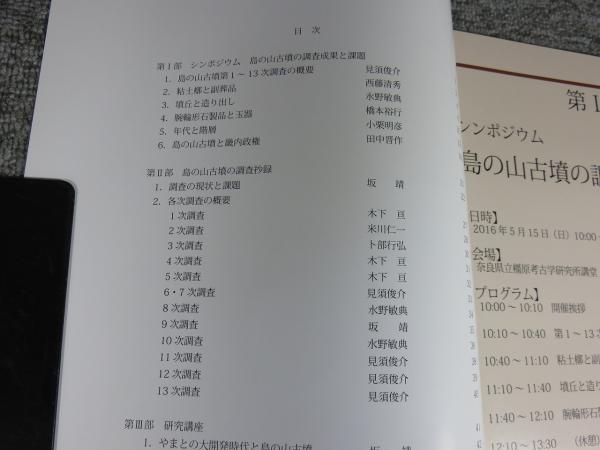 目 次
第Ⅰ部 シンポジウム 島の山古墳の調査成果と課題
1. 島の山古墳第1～13次調査の概要 見須俊介
2. 粘土槨と副葬品 西藤清秀
3. 墳丘と造り出し 水野敏典
4. 腕輪形石製品と玉器 橋本裕行
5. 年代と階層 小栗明彦
6. 島の山古墳と畿内政権 田中晋作
第Ⅱ部 島の山古墳の調査抄録
1. 調査の現状と課題 坂 靖
2. 各次調査の概要
1次調査 木下 亘
2次調査 米川仁一
3次調査 卜部行弘
4次調査 木下 亘
5次調査 木下 亘
6・7次調査 見須俊介
8次調査 水野敏典
9次調査 坂 靖
10次調査 水野敏典
11次調査 見須俊介
12次調査 見須俊介
13次調査 見須俊介
第Ⅲ部 研究講座
1. やまとの大開発時代と島の山古墳 坂 靖
第Ⅰ
シンポジウム
島の山古墳の調
日時】
2016年5月15日（日）10:00～
会場】
奈良県立橿原考古学研究所講堂
プログラム】
10:00～10:10 開催挨拶
10:10～10:40 第1～13
10:40～11:10 粘土槨と副
11:10～11:40 墳丘と造り
11:40～12:10 腕輪形石製
12:10～13:30 （休憩）